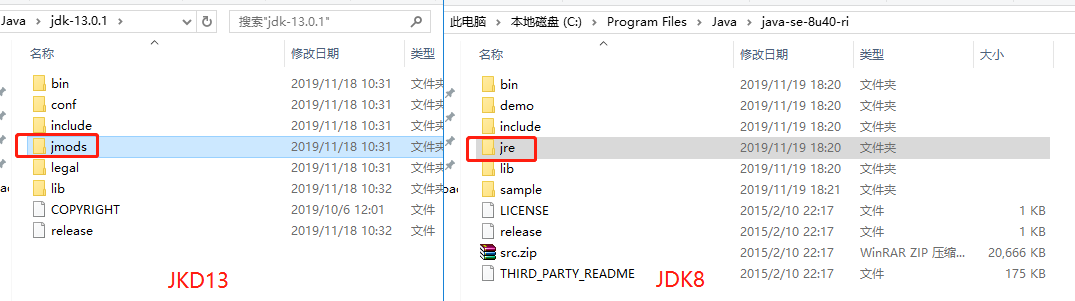 Java > jdk-13.0.1
搜索"jdk-13.0.1"
名称 修改日期 类型
bin 2019/11/18 10:31 文件夹
conf 2019/11/18 10:31 文件夹
include 2019/11/18 10:31 文件夹
jmods 2019/11/18 10:31 文件夹
legal 2019/11/18 10:31 文件夹
lib 2019/11/18 10:32 文件夹
COPYRIGHT 2019/10/6 12:01 文件
release 2019/11/18 10:32 文件
JKD13
此电脑 > 本地磁盘 (C:) > Program Files > Java > java-se-8u40-ri
名称 修改日期 类型 大小
bin 2019/11/19 18:20 文件夹
demo 2019/11/19 18:20 文件夹
include 2019/11/19 18:20 文件夹
jre 2019/11/19 18:20 文件夹
lib 2019/11/19 18:20 文件夹
sample 2019/11/19 18:21 文件夹
LICENSE 2015/2/10 22:17 文件 1 KB
release 2015/2/10 22:17 文件 1 KB
src.zip 2015/2/10 22:17 WinRAR ZIP 压缩... 20,666 KB
THIRD_PARTY_README 2015/2/10 22:17 文件 175 KB
JDK8